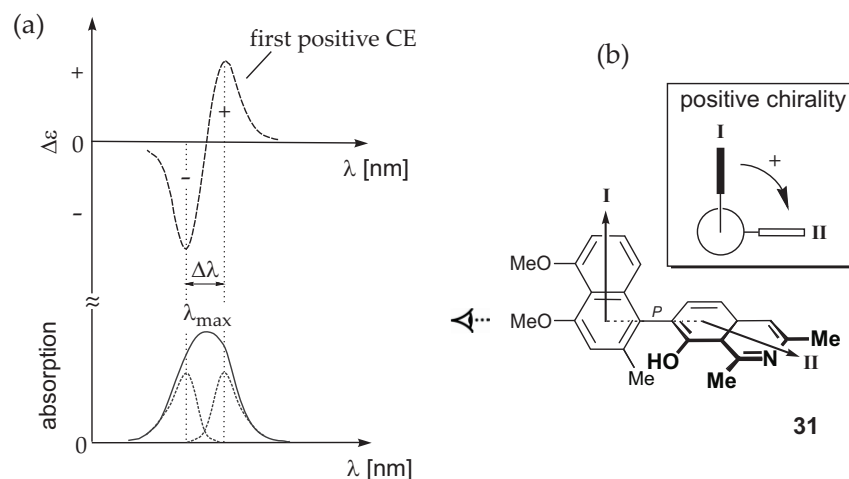 (a)
first positive CE
+
Δε
0
+
−
−
λ [nm]
Δλ
≈
λmax
absorption
0
λ [nm]
(b)
positive chirality
I
+
II
I
MeO
MeO
P
Me
HO
Me
N
Me
II
31